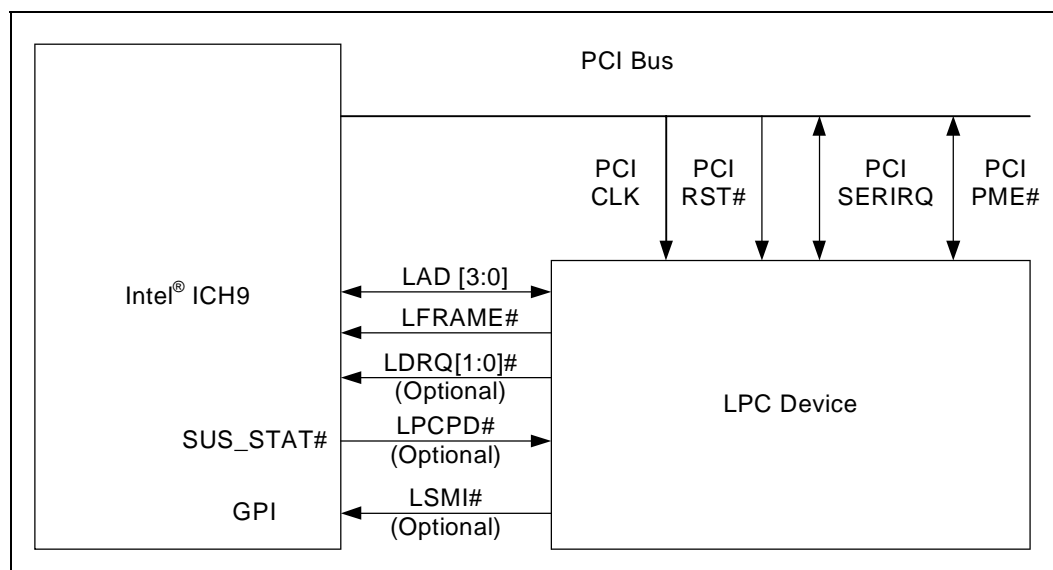 PCI Bus
PCI
CLK
PCI
RST#
PCI
SERIRQ
PCI
PME#
LAD [3:0]
Intel® ICH9
LFRAME#
LDRQ[1:0]#
(Optional)
LPC Device
SUS_STAT#
LPCPD#
(Optional)
GPI
LSMI#
(Optional)